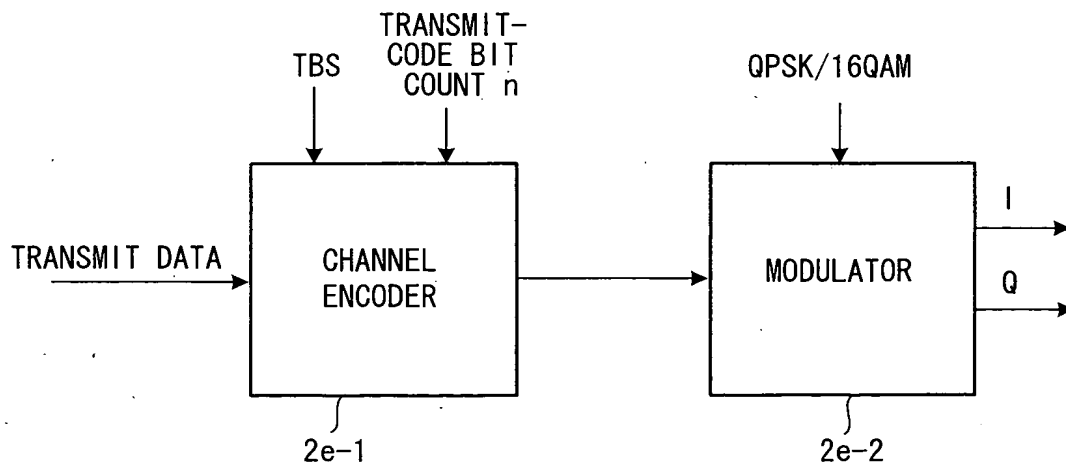 TRANSMIT-
CODE BIT
COUNT n
TBS
QPSK/16QAM
TRANSMIT DATA
CHANNEL
ENCODER
MODULATOR
I
Q
2e-1
2e-2